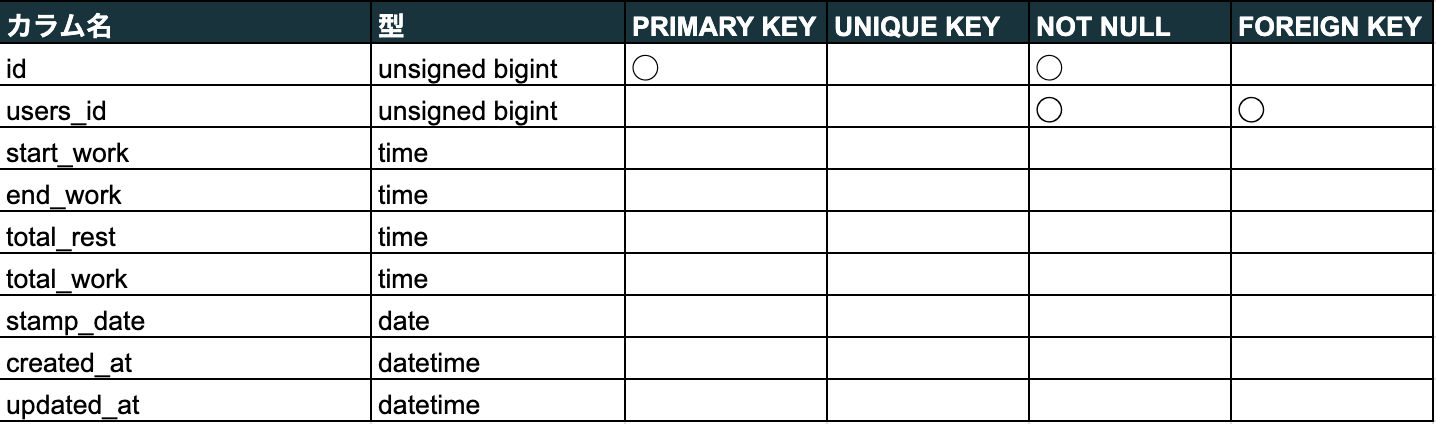 カラム名 型 PRIMARY KEY UNIQUE KEY NOT NULL FOREIGN KEY
id unsigned bigint ○ ○
users_id unsigned bigint ○ ○
start_work time
end_work time
total_rest time
total_work time
stamp_date date
created_at datetime
updated_at datetime